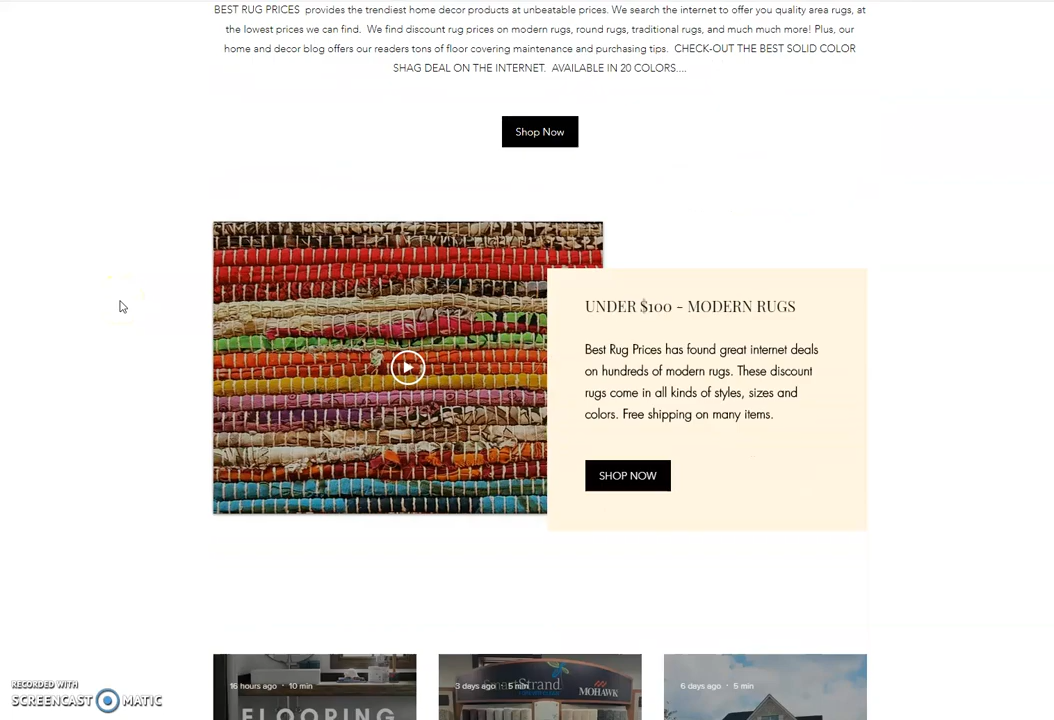 BEST RUG PRICES provides the trendiest home decor products at unbeatable prices. We search the internet to offer you quality area rugs, at
the lowest prices we can find. We find discount rug prices on modern rugs, round rugs, traditional rugs, and much much more! Plus, our
home and decor blog offers our readers tons of floor covering maintenance and purchasing tips. CHECK-OUT THE BEST SOLID COLOR
SHAG DEAL ON THE INTERNET. AVAILABLE IN 20 COLORS....
Shop Now
UNDER $100 - MODERN RUGS
Best Rug Prices has found great internet deals
on hundreds of modern rugs. These discount
rugs come in all kinds of styles, sizes and
colors. Free shipping on many items.
SHOP NOW
16 hours ago · 10 min
FLOORING
3 days ago · 5 min
Strand
MOHAWK
6 days ago · 5 min
RECORDED WITH
SCREENCAST MATIC